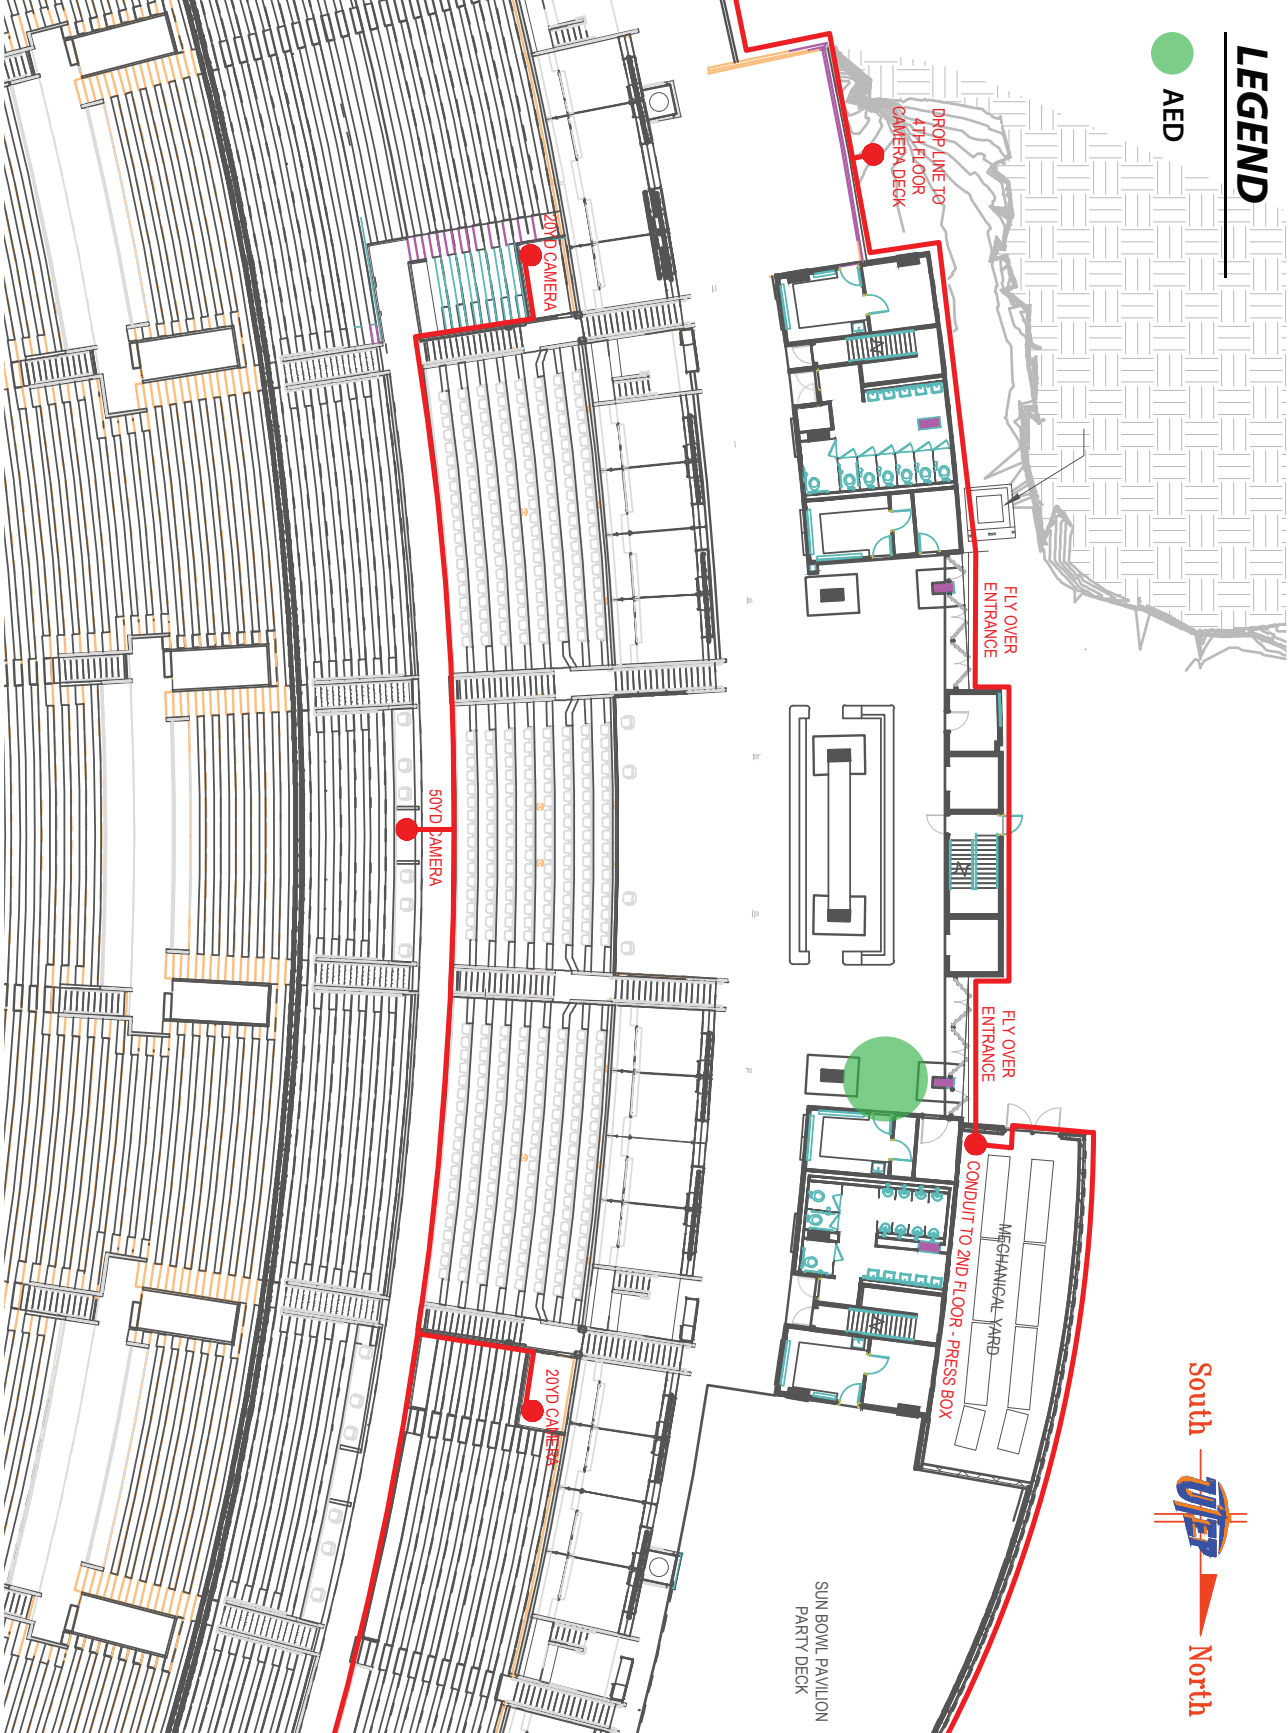 LEGEND
AED
DROP LINE TO
4TH FLOOR
CAMERA DECK
20YD CAMERA
FLY OVER
ENTRANCE
50YD CAMERA
FLY OVER
ENTRANCE
CONDUIT TO 2ND FLOOR - PRESS BOX
MECHANICAL YARD
20YD CAMERA
South
UTEP
North
SUN BOWL PAVILION
PARTY DECK